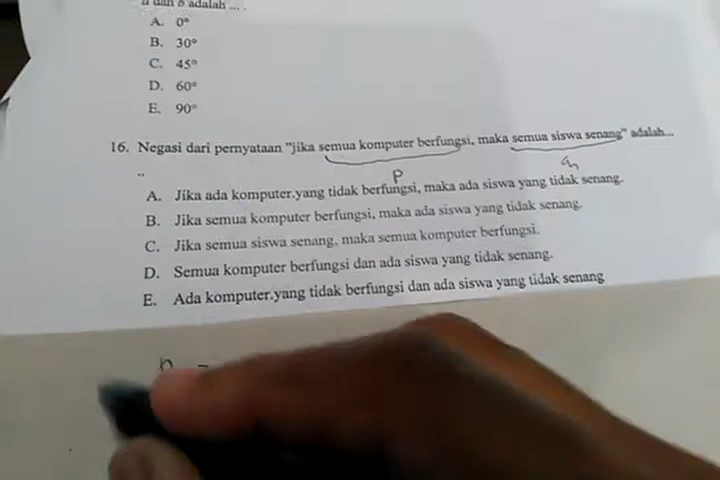 dan b adalah ... .
A. 0°
B. 30°
C. 45°
D. 60°
E. 90°
16. Negasi dari pernyataan "jika semua komputer berfungsi, maka semua siswa senang" adalah...
..
P
A. Jika ada komputer.yang tidak berfungsi, maka ada siswa yang tidak senang.
B. Jika semua komputer berfungsi, maka ada siswa yang tidak senang.
C. Jika semua siswa senang, maka semua komputer berfungsi.
D. Semua komputer berfungsi dan ada siswa yang tidak senang.
E. Ada komputer.yang tidak berfungsi dan ada siswa yang tidak senang